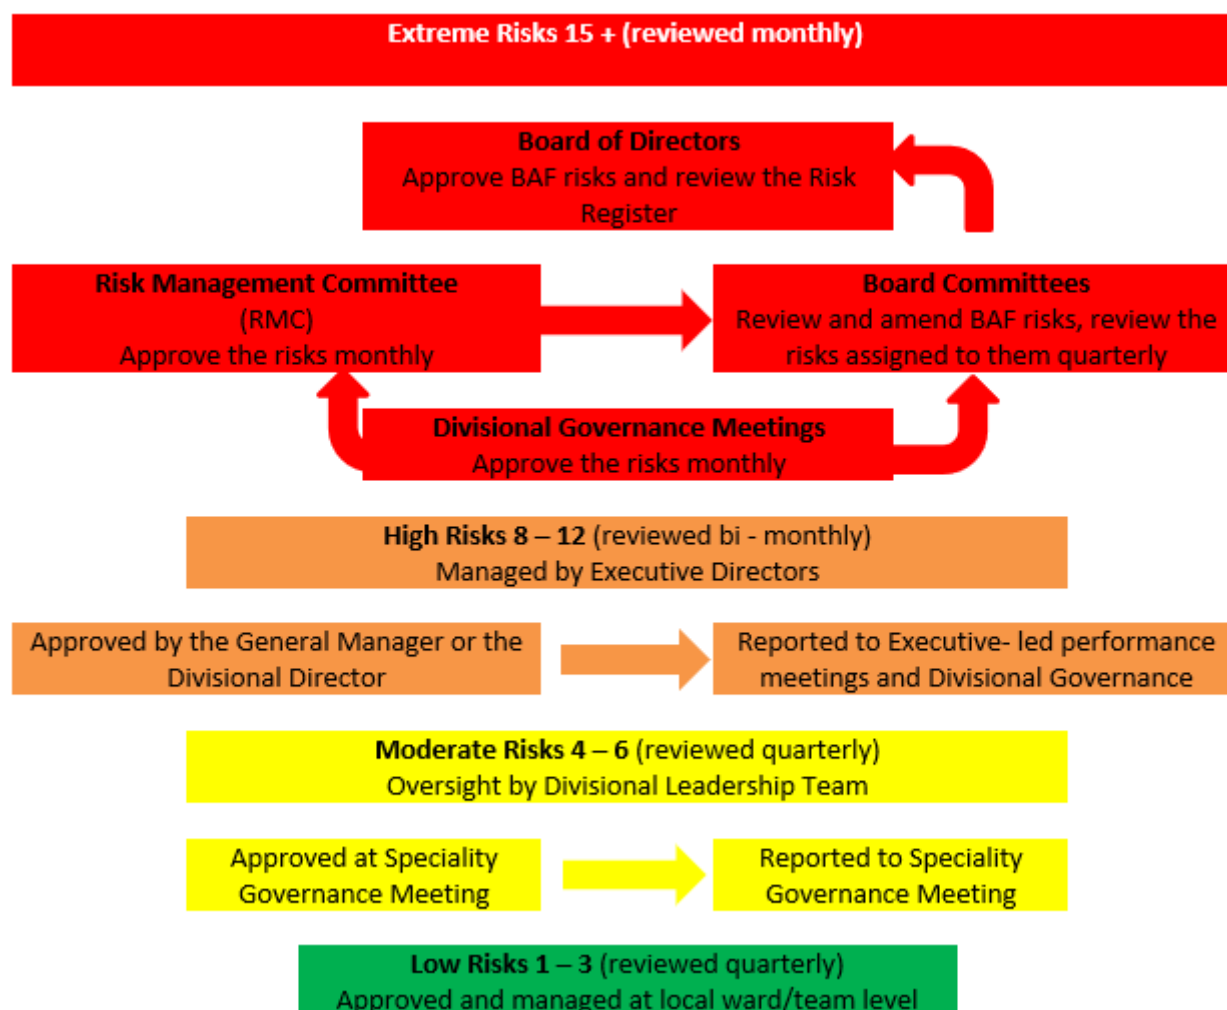 Extreme Risks 15 + (reviewed monthly)
Board of Directors
Approve BAF risks and review the Risk
Register
Risk Management Committee
(RMC)
Approve the risks monthly
Board Committees
Review and amend BAF risks, review the
risks assigned to them quarterly
Divisional Governance Meetings
Approve the risks monthly
High Risks 8 – 12 (reviewed bi - monthly)
Managed by Executive Directors
Approved by the General Manager or the
Divisional Director
Reported to Executive- led performance
meetings and Divisional Governance
Moderate Risks 4 – 6 (reviewed quarterly)
Oversight by Divisional Leadership Team
Approved at Speciality
Governance Meeting
Reported to Speciality
Governance Meeting
Low Risks 1 – 3 (reviewed quarterly)
Approved and managed at local ward/team level